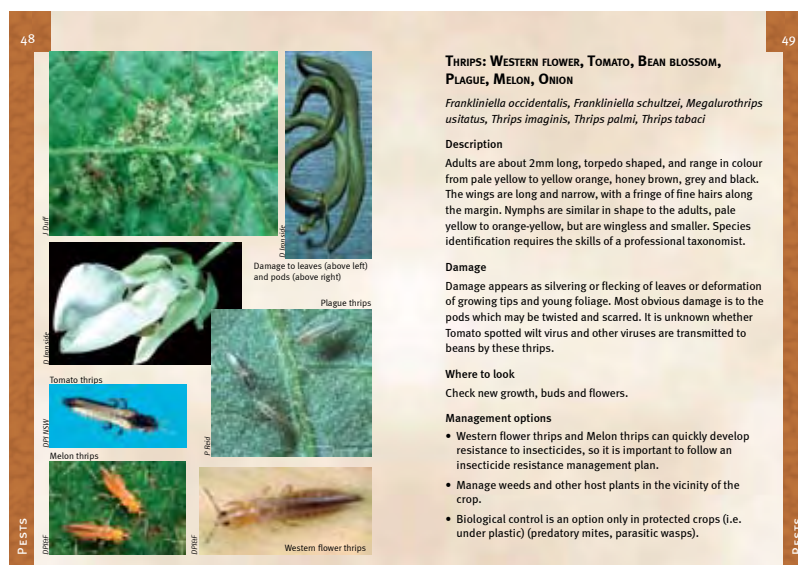 48
J Duff
D Ironside
Damage to leaves (above left)
and pods (above right)
D Ironside
Plague thrips
P Reid
Tomato thrips
DPI NSW
Melon thrips
DPI&F
DPI&F
Western flower thrips
PESTS
49
THRIPS: WESTERN FLOWER, TOMATO, BEAN BLOSSOM,
PLAGUE, MELON, ONION
Frankliniella occidentalis, Frankliniella schultzei, Megalurothrips
usitatus, Thrips imaginis, Thrips palmi, Thrips tabaci
Description
Adults are about 2mm long, torpedo shaped, and range in colour
from pale yellow to yellow orange, honey brown, grey and black.
The wings are long and narrow, with a fringe of fine hairs along
the margin. Nymphs are similar in shape to the adults, pale
yellow to orange-yellow, but are wingless and smaller. Species
identification requires the skills of a professional taxonomist.
Damage
Damage appears as silvering or flecking of leaves or deformation
of growing tips and young foliage. Most obvious damage is to the
pods which may be twisted and scarred. It is unknown whether
Tomato spotted wilt virus and other viruses are transmitted to
beans by these thrips.
Where to look
Check new growth, buds and flowers.
Management options
• Western flower thrips and Melon thrips can quickly develop
resistance to insecticides, so it is important to follow an
insecticide resistance management plan.
• Manage weeds and other host plants in the vicinity of the
crop.
• Biological control is an option only in protected crops (i.e.
under plastic) (predatory mites, parasitic wasps).
PESTS